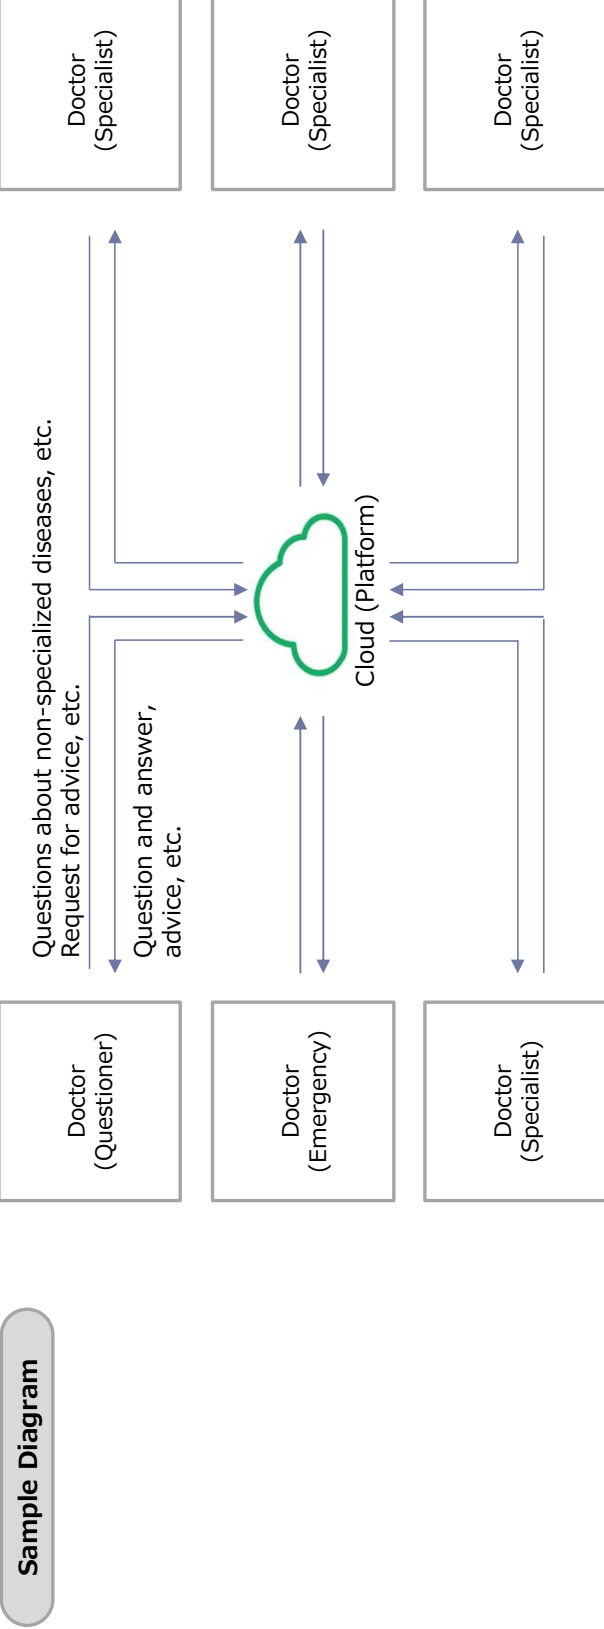 Sample Diagram
Doctor
(Questioner)
Questions about non-specialized diseases, etc.
Request for advice, etc.
Question and answer,
advice, etc.
Doctor
(Specialist)
Doctor
(Emergency)
Cloud (Platform)
Doctor
(Specialist)
Doctor
(Specialist)
Doctor
(Specialist)